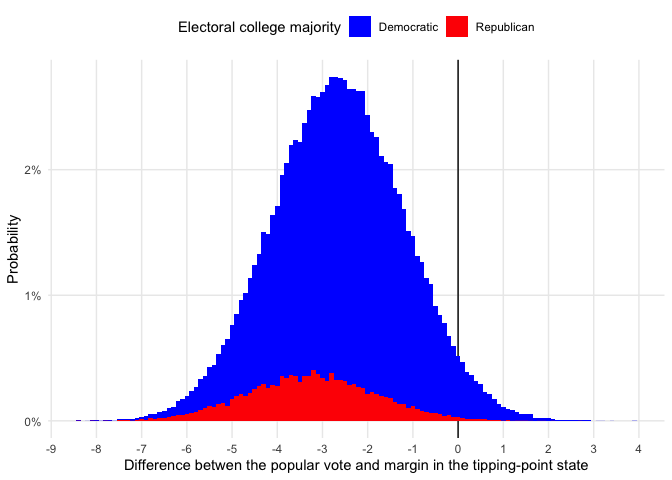 Electoral college majority Democratic Republican
Probability
2%
1%
0%
-9 -8 -7 -6 -5 -4 -3 -2 -1 0 1 2 3 4
Difference betwen the popular vote and margin in the tipping-point state